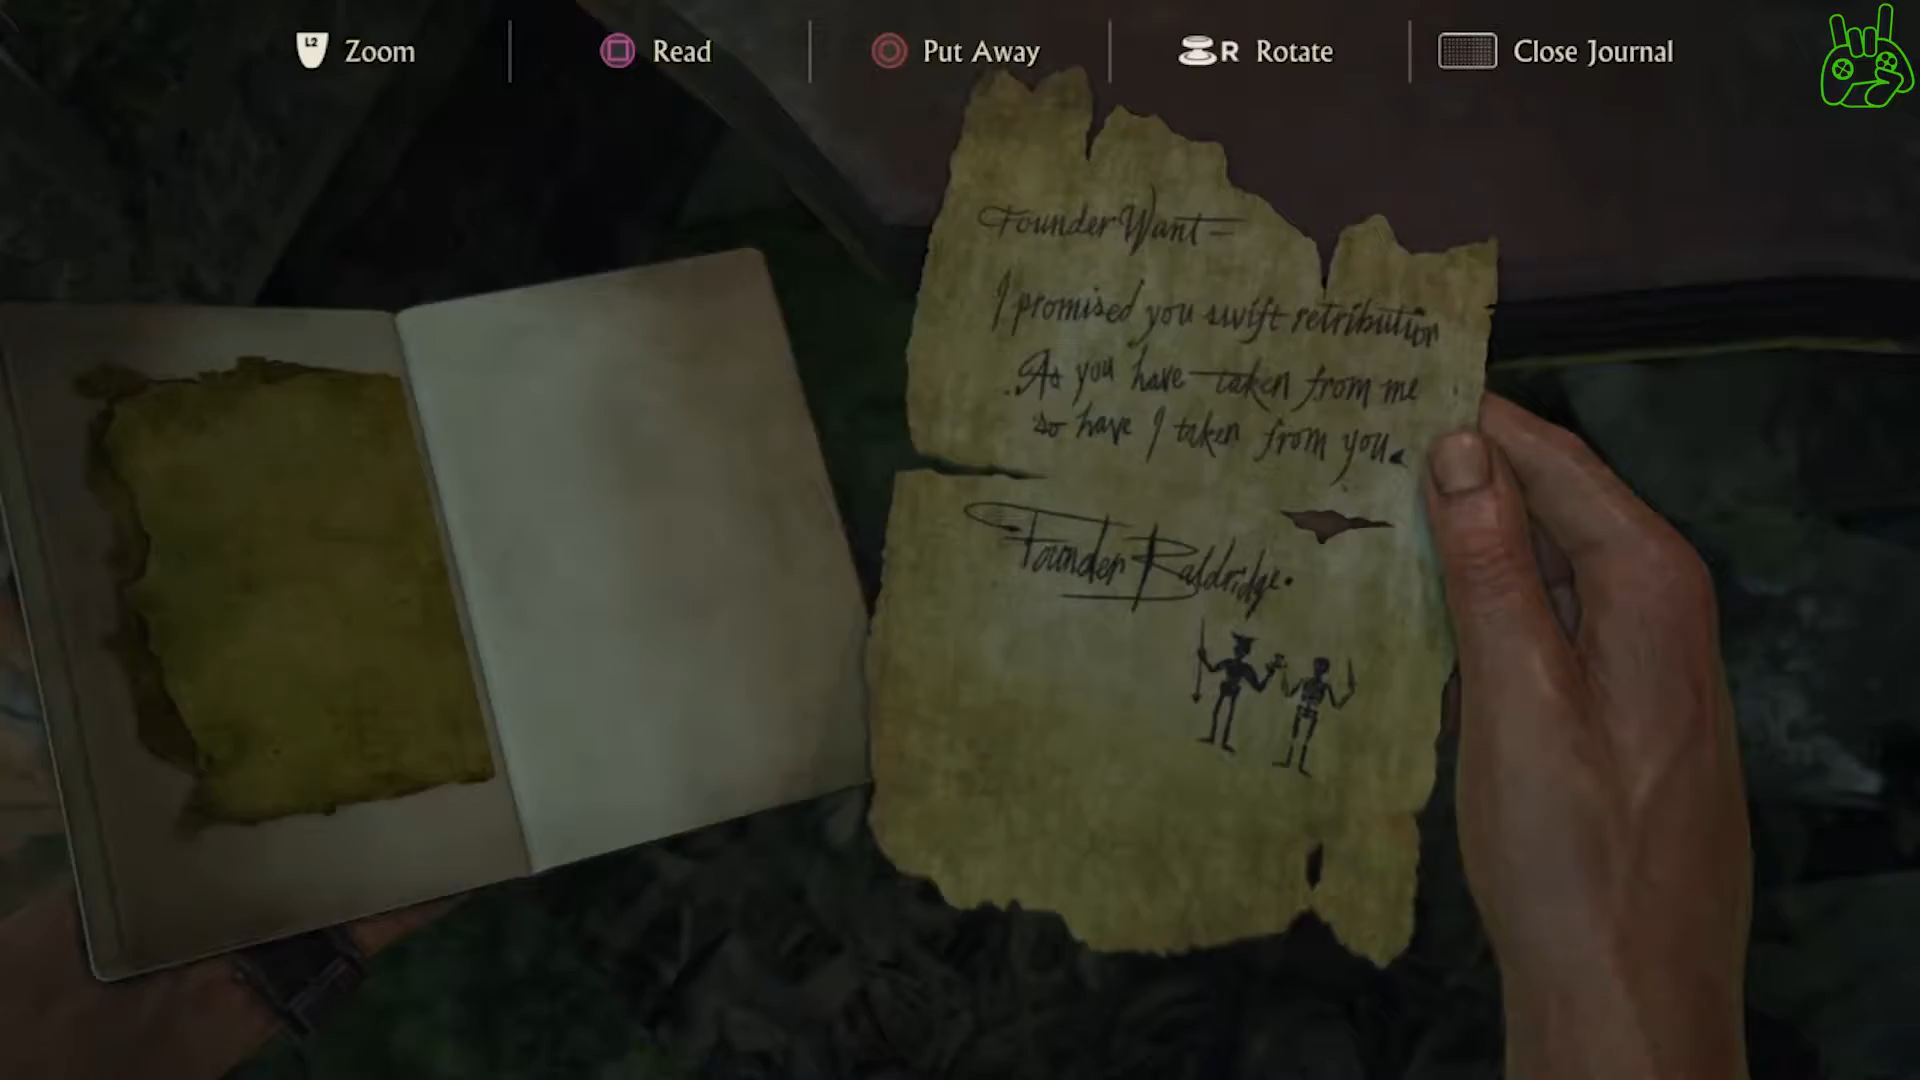 L2 Zoom
Read
Put Away
R Rotate
Close Journal
Founder Want –
I promised you swift retribution
As you have taken from me
so have I taken from you.
Founder Baldridge.